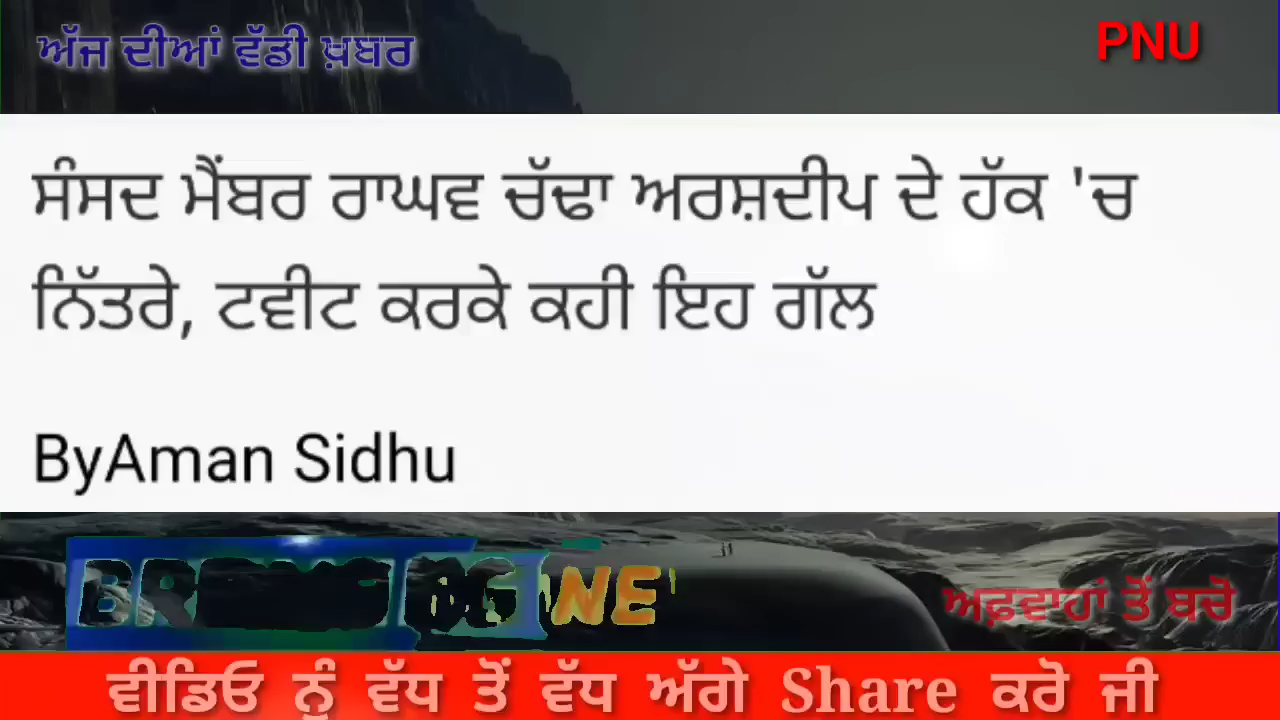 ਅੱਜ ਦੀਆਂ ਵੱਡੀ ਖ਼ਬਰ
PNU
ਸੰਸਦ ਮੈਂਬਰ ਰਾਘਵ ਚੱਢਾ ਅਰਸ਼ਦੀਪ ਦੇ ਹੱਕ 'ਚ
ਨਿੱਤਰੇ, ਟਵੀਟ ਕਰਕੇ ਕਹੀ ਇਹ ਗੱਲ
ByAman Sidhu
ਅਫ਼ਵਾਹਾਂ ਤੋਂ ਬਚੋ
ਵੀਡਿਓ ਨੂੰ ਵੱਧ ਤੋਂ ਵੱਧ ਅੱਗੇ Share ਕਰੋ ਜੀ